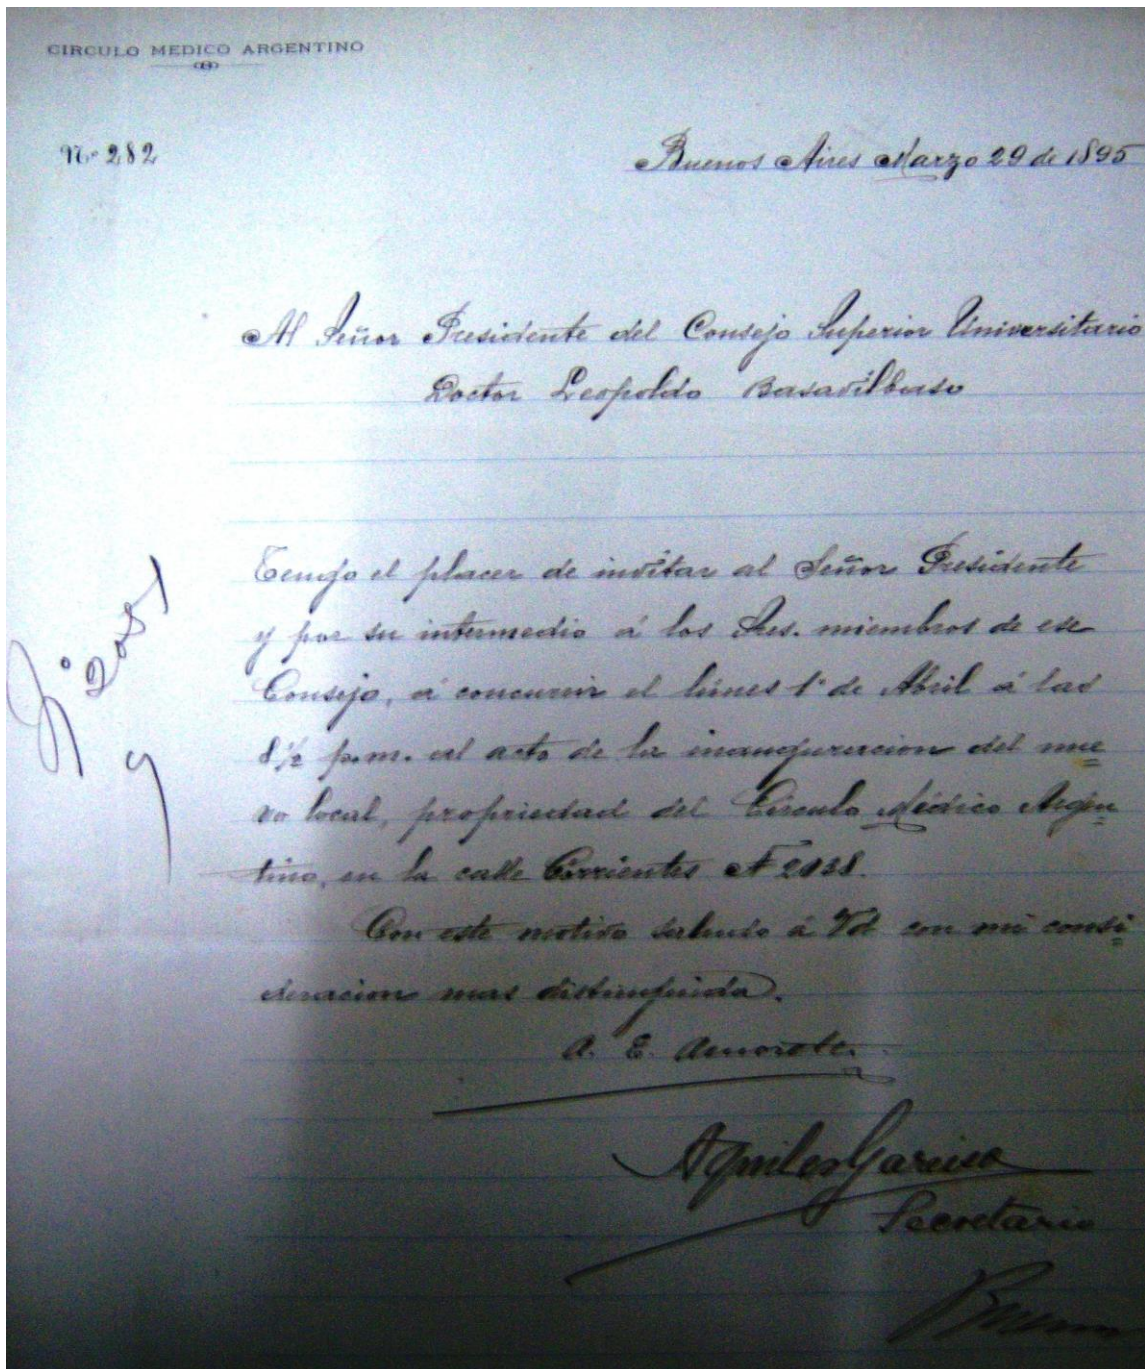 CIRCULO MEDICO ARGENTINO
Nº 282
Buenos Aires Marzo 29 de 1895
Al Señor Presidente del Consejo Superior Universitario
Doctor Leopoldo Basavilbaso
Tengo el placer de invitar al Señor Presidente
y por su intermedio á los Sres. miembros de ese
Consejo, á concurrir el lúnes 1º de Abril á las
8½ p.m. al acto de la inauguracion del nue
vo local, propriedad del Círculo Médico Argen
tino, en la calle Corrientes Nº 2038.
Con este motivo saludo á Vd con mi consi
deracion mas distinguida.
A. E.
Aquiles
Secretario